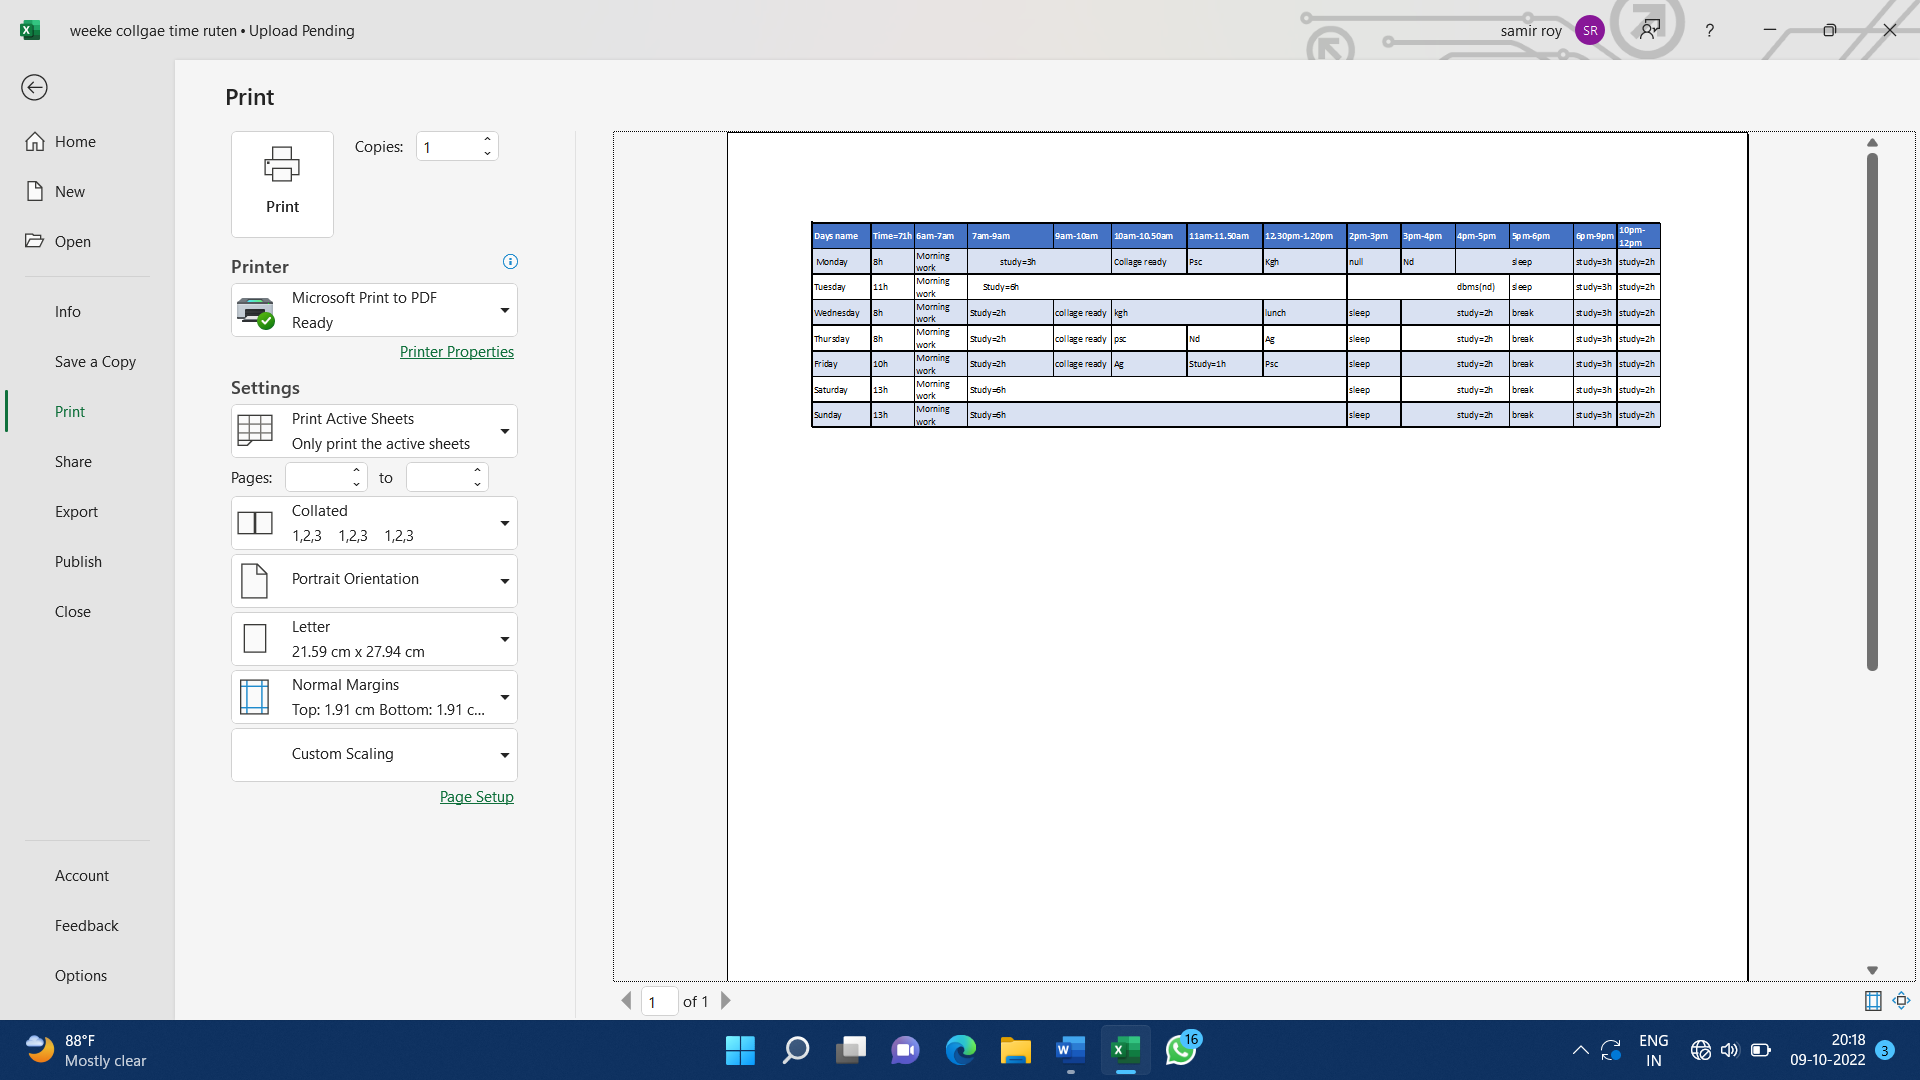 weeke collgae time ruten • Upload Pending
samir roy
SR
?
Print
Home
New
Open
Info
Save a Copy
Print
Share
Export
Publish
Close
Account
Feedback
Options
Print
Copies: 1
Printer
Microsoft Print to PDF
Ready
Printer Properties
Settings
Print Active Sheets
Only print the active sheets
Pages: to
Collated
1,2,3 1,2,3 1,2,3
Portrait Orientation
Letter
21.59 cm x 27.94 cm
Normal Margins
Top: 1.91 cm Bottom: 1.91 c...
Custom Scaling
Page Setup
Days name Time=71h 6am-7am 7am-9am 9am-10am 10am-10.50am 11am-11.50am 12.30pm-1.20pm 2pm-3pm 3pm-4pm 4pm-5pm 5pm-6pm 6pm-9pm 10pm-12pm
Monday 8h Morning work study=3h Collage ready Psc Kgh null Nd sleep study=3h study=2h
Tuesday 11h Morning work Study=6h dbms(nd) sleep study=3h study=2h
Wednesday 8h Morning work Study=2h collage ready kgh lunch sleep study=2h break study=3h study=2h
Thursday 8h Morning work Study=2h collage ready psc Nd Ag sleep study=2h break study=3h study=2h
Friday 10h Morning work Study=2h collage ready Ag Study=1h Psc sleep study=2h break study=3h study=2h
Saturday 13h Morning work Study=6h sleep study=2h break study=3h study=2h
Sunday 13h Morning work Study=6h sleep study=2h break study=3h study=2h
1 of 1
88°F
Mostly clear
16
ENG
IN
20:18
09-10-2022
3